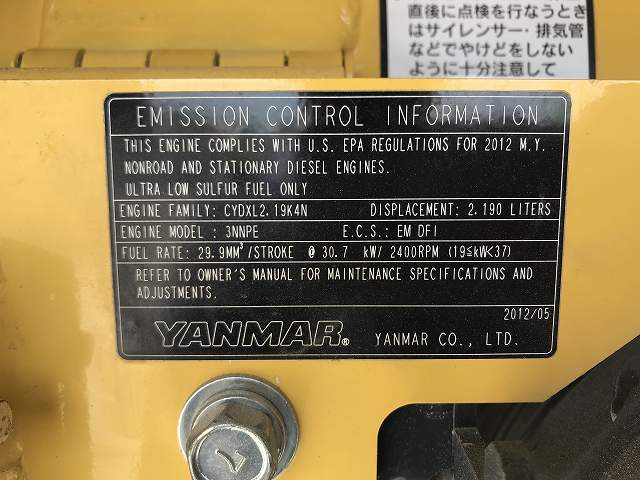 直後に点検を行なうとき
はサイレンサー・排気管
などでやけどをしない
ように十分注意して
EMISSION CONTROL INFORMATION
THIS ENGINE COMPLIES WITH U.S. EPA REGULATIONS FOR 2012 M.Y.
NONROAD AND STATIONARY DIESEL ENGINES.
ULTRA LOW SULFUR FUEL ONLY
ENGINE FAMILY: CYDXL2.19K4N DISPLACEMENT: 2.190 LITERS
ENGINE MODEL: 3NNPE E.C.S.: EM DFI
FUEL RATE: 29.9MM³/STROKE @ 30.7 kW/ 2400RPM (19≦kW<37)
REFER TO OWNER'S MANUAL FOR MAINTENANCE SPECIFICATIONS AND
ADJUSTMENTS.
2012/05
YANMAR® YANMAR CO., LTD.